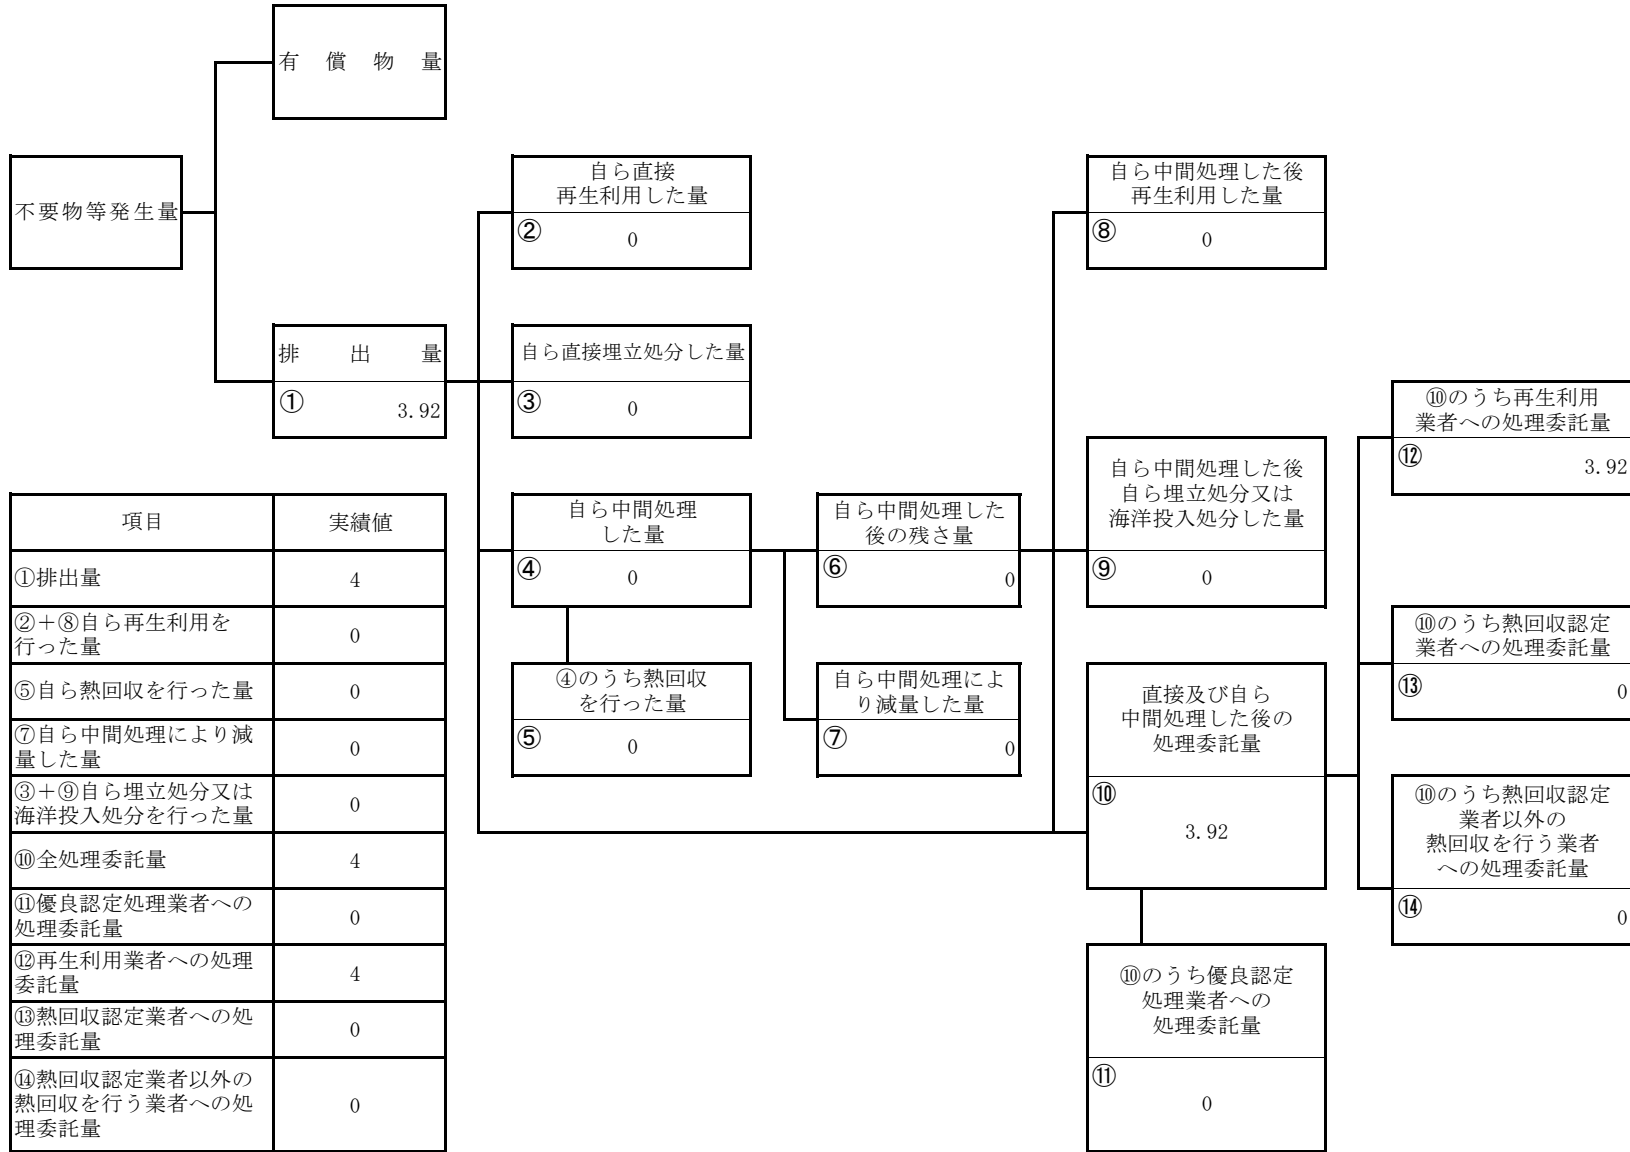 有償物量
不要物等発生量
排出量
①
3.92
自ら直接
再生利用した量
②
0
自ら直接埋立処分した量
③
0
自ら中間処理
した量
④
0
④のうち熱回収
を行った量
⑤
0
自ら中間処理した
後の残さ量
⑥
0
自ら中間処理によ
り減量した量
⑦
0
自ら中間処理した後
再生利用した量
⑧
0
自ら中間処理した後
自ら埋立処分又は
海洋投入処分した量
⑨
0
直接及び自ら
中間処理した後の
処理委託量
⑩
3.92
⑩のうち優良認定
処理業者への
処理委託量
⑪
0
⑩のうち再生利用
業者への処理委託量
⑫
3.92
⑩のうち熱回収認定
業者への処理委託量
⑬
0
⑩のうち熱回収認定
業者以外の
熱回収を行う業者
への処理委託量
⑭
0
項目 実績値
①排出量 4
②+⑧自ら再生利用を
行った量 0
⑤自ら熱回収を行った量 0
⑦自ら中間処理により減
量した量 0
③+⑨自ら埋立処分又は
海洋投入処分を行った量 0
⑩全処理委託量 4
⑪優良認定処理業者への
処理委託量 0
⑫再生利用業者への処理
委託量 4
⑬熱回収認定業者への処
理委託量 0
⑭熱回収認定業者以外の
熱回収を行う業者への処
理委託量 0